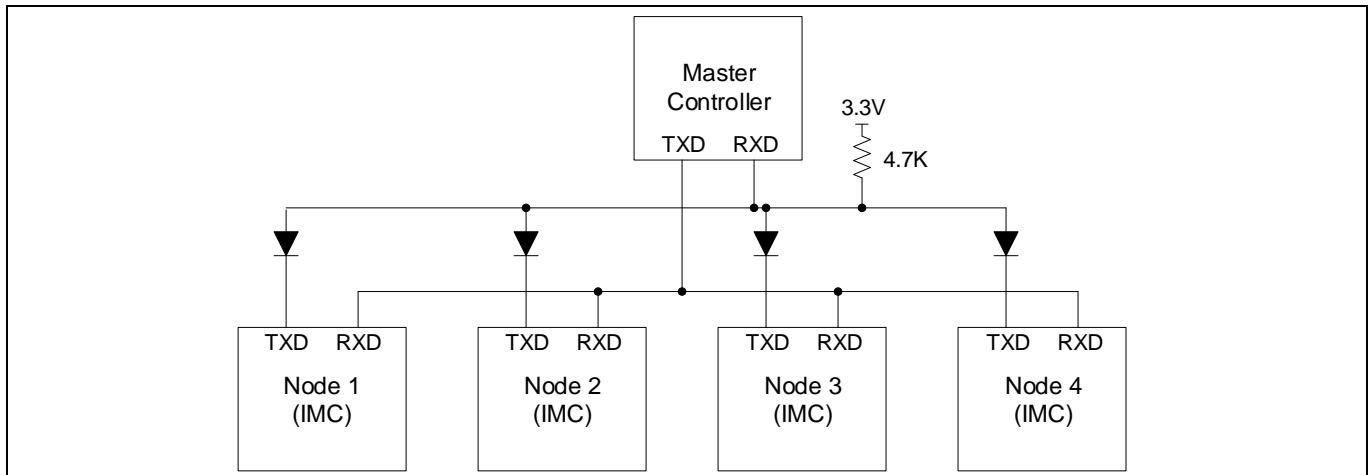 Master
Controller
TXD RXD
3.3V
4.7K
TXD RXD
Node 1
(IMC)
TXD RXD
Node 2
(IMC)
TXD RXD
Node 3
(IMC)
TXD RXD
Node 4
(IMC)